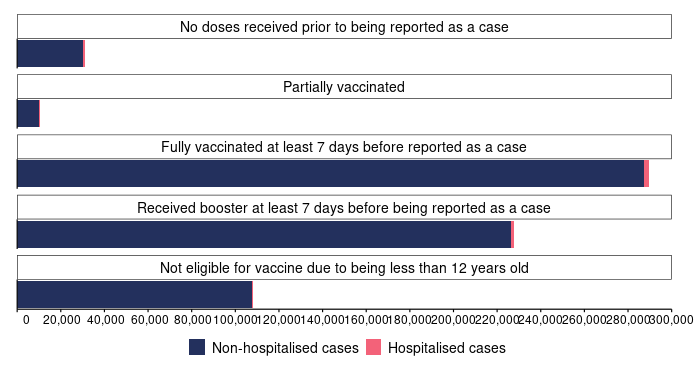 No doses received prior to being reported as a case
Partially vaccinated
Fully vaccinated at least 7 days before reported as a case
Received booster at least 7 days before being reported as a case
Not eligible for vaccine due to being less than 12 years old
0 20,000 40,000 60,000 80,000 100,000 120,000 140,000 160,000 180,000 200,000 220,000 240,000 260,000 280,000 300,000
Non-hospitalised cases Hospitalised cases